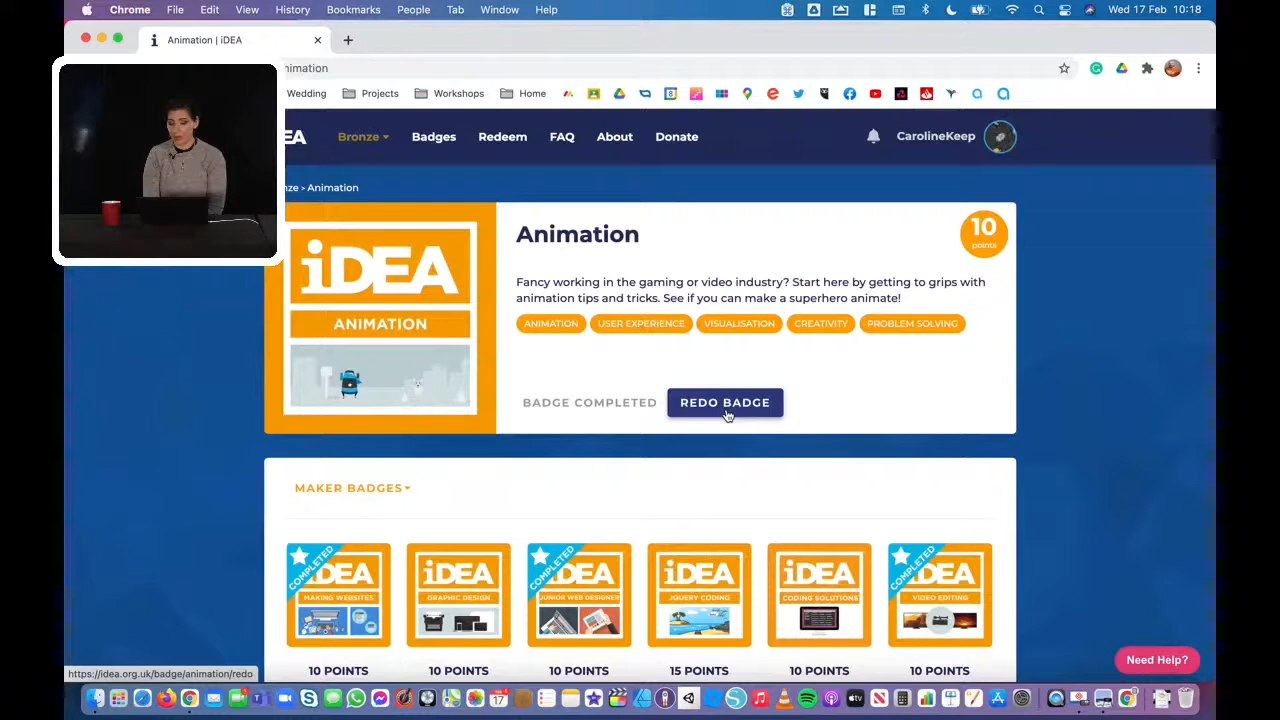 Chrome File Edit View History Bookmarks People Tab Window Help Wed 17 Feb 10:18
Animation | iDEA
nimation
Wedding Projects Workshops Home
EA Bronze Badges Redeem FAQ About Donate CarolineKeep
nze > Animation
iDEA
ANIMATION
Animation
10
points
Fancy working in the gaming or video industry? Start here by getting to grips with
animation tips and tricks. See if you can make a superhero animate!
ANIMATION USER EXPERIENCE VISUALISATION CREATIVITY PROBLEM SOLVING
BADGE COMPLETED REDO BADGE
MAKER BADGES
COMPLETED COMPLETED COMPLETED
iDEA iDEA iDEA iDEA iDEA iDEA
MAKING WEBSITES GRAPHIC DESIGN JUNIOR WEB DESIGNER JQUERY CODING CODING SOLUTIONS VIDEO EDITING
10 POINTS 10 POINTS 10 POINTS 15 POINTS 10 POINTS 10 POINTS
Need Help?
https://idea.org.uk/badge/animation/redo
17